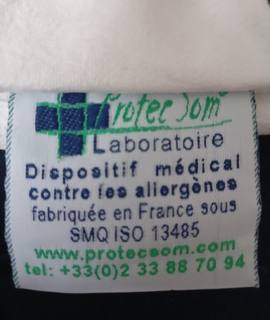 Protec'Som
Laboratoire
Dispositif médical
contre les allergènes
fabriquée en France sous
SMQ ISO 13485
www.protecsom.com
tel: +33(0)2 33 88 70 94